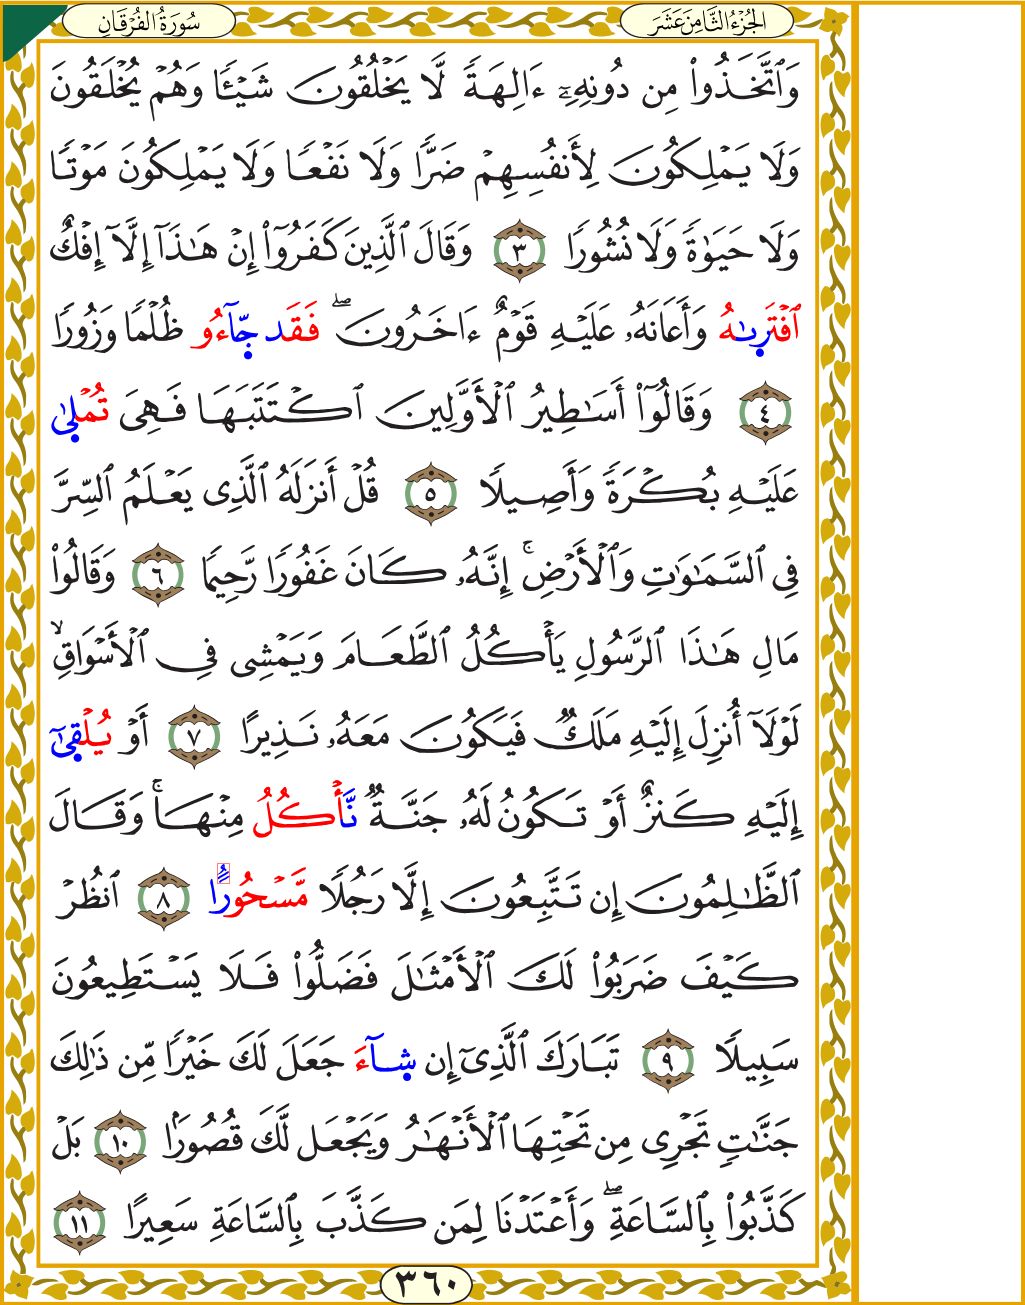 الجُزْءُ الثَّامِنَ عَشَرَ
سُورَةُ الفُرْقَانِ
وَٱتَّخَذُوا۟ مِن دُونِهِۦٓ ءَالِهَةً لَّا يَخْلُقُونَ شَيْـًٔا وَهُمْ يُخْلَقُونَ
وَلَا يَمْلِكُونَ لِأَنفُسِهِمْ ضَرًّا وَلَا نَفْعًا وَلَا يَمْلِكُونَ مَوْتًا
وَلَا حَيَوٰةً وَلَا نُشُورًا ٣ وَقَالَ ٱلَّذِينَ كَفَرُوٓا۟ إِنْ هَـٰذَآ إِلَّآ إِفْكٌ
ٱفْتَرِىٰهُ وَأَعَانَهُۥ عَلَيْهِ قَوْمٌ ءَاخَرُونَ ۖ فَقَد جِّآءُو ظُلْمًا وَزُورًا
٤ وَقَالُوٓا۟ أَسَـٰطِيرُ ٱلْأَوَّلِينَ ٱكْتَتَبَهَا فَهِىَ تُمْلِىٰ
عَلَيْهِ بُكْرَةً وَأَصِيلًا ٥ قُلْ أَنزَلَهُ ٱلَّذِى يَعْلَمُ ٱلسِّرَّ
فِى ٱلسَّمَـٰوَٰتِ وَٱلْأَرْضِ ۚ إِنَّهُۥ كَانَ غَفُورًا رَّحِيمًا ٦ وَقَالُوا۟
مَالِ هَـٰذَا ٱلرَّسُولِ يَأْكُلُ ٱلطَّعَامَ وَيَمْشِى فِى ٱلْأَسْوَاقِ ۙ
لَوْلَآ أُنزِلَ إِلَيْهِ مَلَكٌ فَيَكُونَ مَعَهُۥ نَذِيرًا ٧ أَوْ يُلْقِىٰٓ
إِلَيْهِ كَنزٌ أَوْ تَكُونُ لَهُۥ جَنَّةٌ نَّأْكُلُ مِنْهَا ۚ وَقَالَ
ٱلظَّـٰلِمُونَ إِن تَتَّبِعُونَ إِلَّا رَجُلًا مَّسْحُورًا ٨ ٱنظُرْ
كَيْفَ ضَرَبُوا۟ لَكَ ٱلْأَمْثَـٰلَ فَضَلُّوا۟ فَلَا يَسْتَطِيعُونَ
سَبِيلًا ٩ تَبَارَكَ ٱلَّذِىٓ إِن شِآءَ جَعَلَ لَكَ خَيْرًا مِّن ذَٰلِكَ
جَنَّـٰتٍ تَجْرِى مِن تَحْتِهَا ٱلْأَنْهَـٰرُ وَيَجْعَل لَّكَ قُصُورًۢا ١٠ بَلْ
كَذَّبُوا۟ بِٱلسَّاعَةِ ۖ وَأَعْتَدْنَا لِمَن كَذَّبَ بِٱلسَّاعَةِ سَعِيرًا ١١
٣٦٠